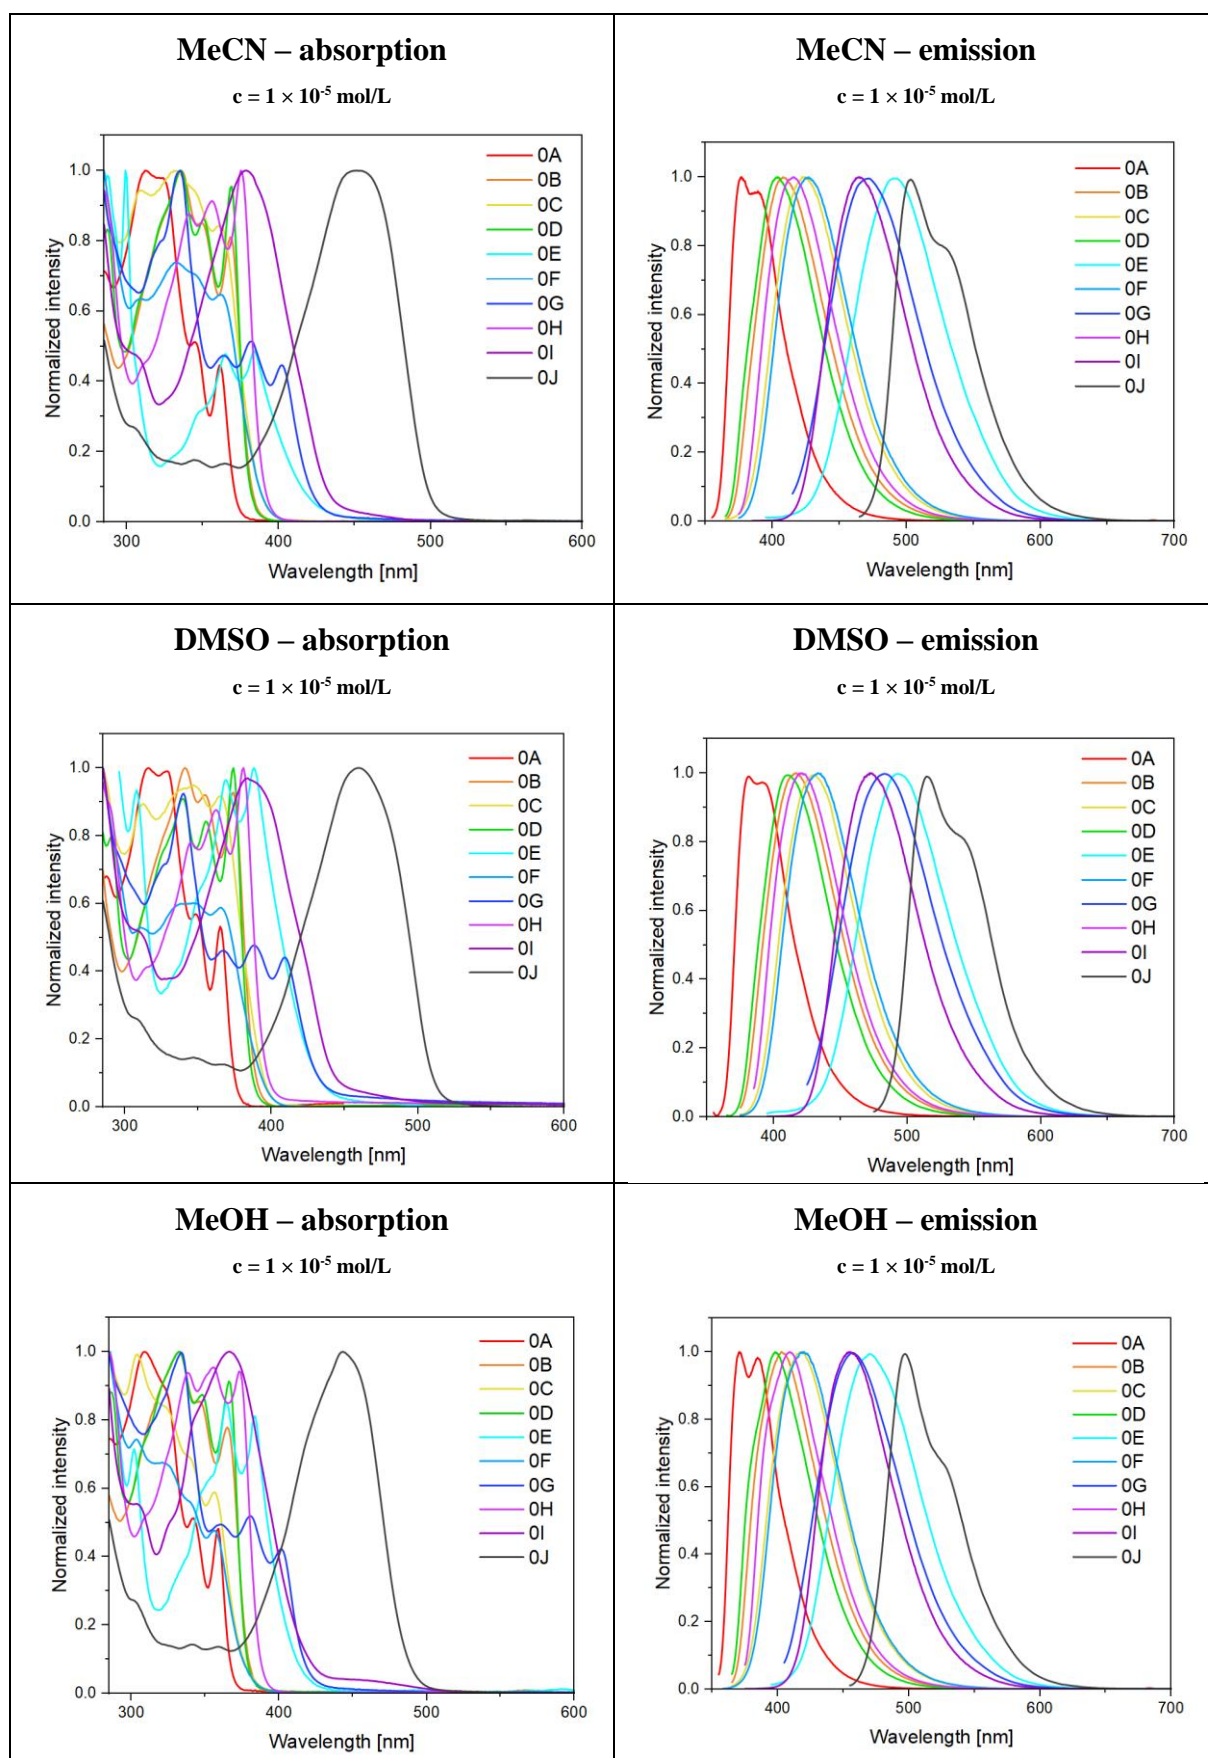 MeCN – absorption
c = 1 × 10⁻⁵ mol/L
Normalized intensity
1.0
0.8
0.6
0.4
0.2
0.0
300
400
500
600
Wavelength [nm]
0A
0B
0C
0D
0E
0F
0G
0H
0I
0J
MeCN – emission
c = 1 × 10⁻⁵ mol/L
Normalized intensity
1.0
0.8
0.6
0.4
0.2
0.0
400
500
600
700
Wavelength [nm]
0A
0B
0C
0D
0E
0F
0G
0H
0I
0J
DMSO – absorption
c = 1 × 10⁻⁵ mol/L
Normalized intensity
1.0
0.8
0.6
0.4
0.2
0.0
300
400
500
600
Wavelength [nm]
0A
0B
0C
0D
0E
0F
0G
0H
0I
0J
DMSO – emission
c = 1 × 10⁻⁵ mol/L
Normalized intensity
1.0
0.8
0.6
0.4
0.2
0.0
400
500
600
700
Wavelength [nm]
0A
0B
0C
0D
0E
0F
0G
0H
0I
0J
MeOH – absorption
c = 1 × 10⁻⁵ mol/L
Normalized intensity
1.0
0.8
0.6
0.4
0.2
0.0
300
400
500
600
Wavelength [nm]
0A
0B
0C
0D
0E
0F
0G
0H
0I
0J
MeOH – emission
c = 1 × 10⁻⁵ mol/L
Normalized intensity
1.0
0.8
0.6
0.4
0.2
0.0
400
500
600
700
Wavelength [nm]
0A
0B
0C
0D
0E
0F
0G
0H
0I
0J